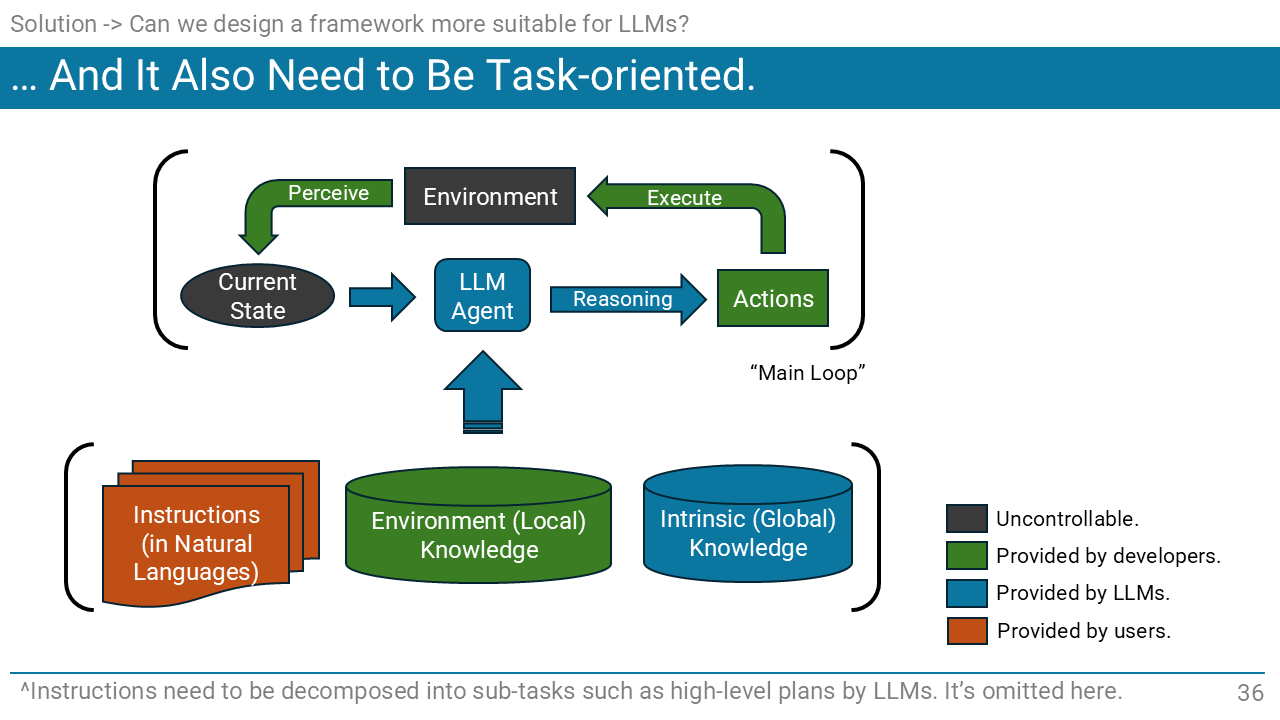 Solution -> Can we design a framework more suitable for LLMs?
… And It Also Need to Be Task-oriented.
Perceive
Environment
Execute
Current
State
LLM
Agent
Reasoning
Actions
“Main Loop”
Instructions
(in Natural
Languages)
Environment (Local)
Knowledge
Intrinsic (Global)
Knowledge
Uncontrollable.
Provided by developers.
Provided by LLMs.
Provided by users.
^Instructions need to be decomposed into sub-tasks such as high-level plans by LLMs. It’s omitted here.
36